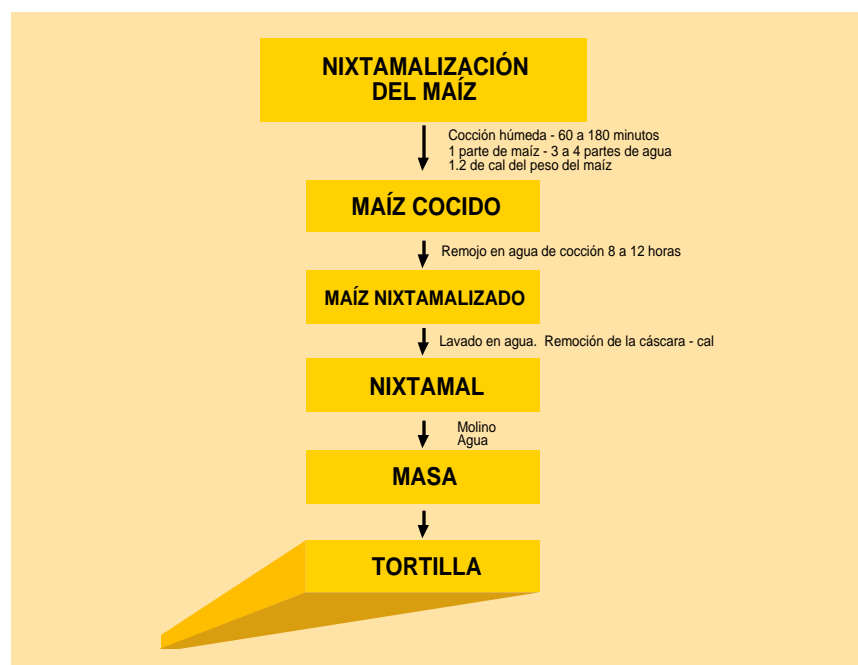 NIXTAMALIZACIÓN
DEL MAÍZ
Cocción húmeda - 60 a 180 minutos
1 parte de maíz - 3 a 4 partes de agua
1.2 de cal del peso del maíz
MAÍZ COCIDO
Remojo en agua de cocción 8 a 12 horas
MAÍZ NIXTAMALIZADO
Lavado en agua.  Remoción de la cáscara - cal
NIXTAMAL
Molino
Agua
MASA
TORTILLA